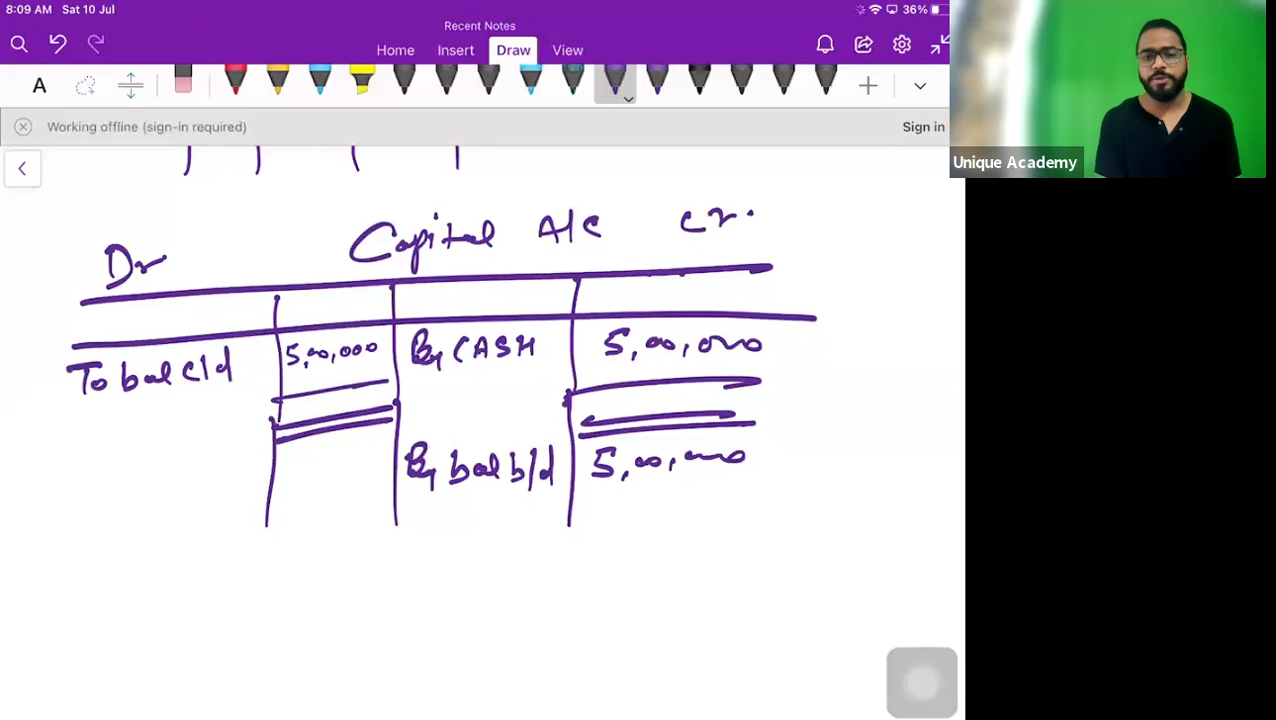 8:09 AM Sat 10 Jul 36%
Recent Notes
Home Insert Draw View
A
Working offline (sign-in required) Sign in
Unique Academy
Dr Capital A/C Cr.
To bal c/d 5,00,000 By CASH 5,00,000
By bal b/d 5,00,000